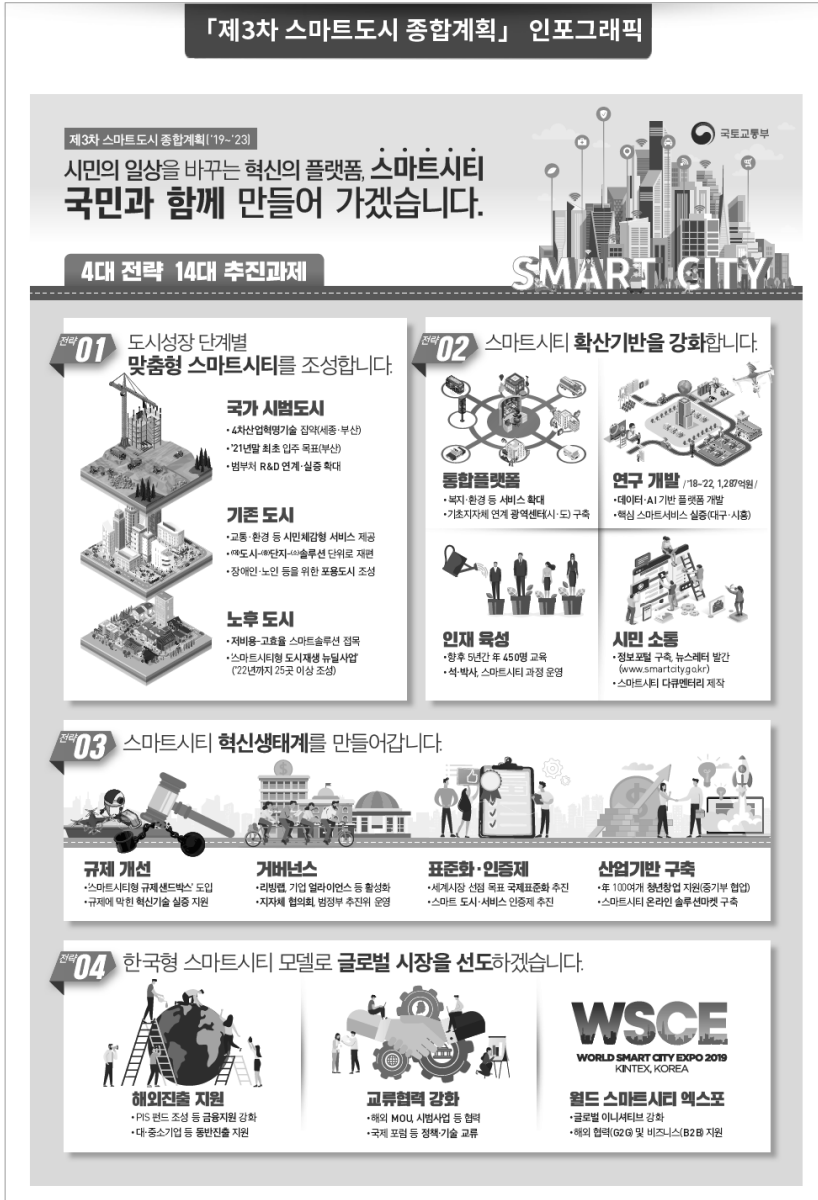 「제3차 스마트도시 종합계획」 인포그래픽
제3차 스마트도시 종합계획('19~'23)
국토교통부
시민의 일상을 바꾸는 혁신의 플랫폼, 스마트시티
국민과 함께 만들어 가겠습니다.
4대 전략 14대 추진과제
SMART CITY
전략 01
도시성장 단계별
맞춤형 스마트시티를 조성합니다.
국가 시범도시
• 4차산업혁명기술 집약(세종·부산)
• '21년말 최초 입주 목표(부산)
• 범부처 R&D 연계·실증 확대
기존 도시
• 교통·환경 등 시민체감형 서비스 제공
• ㈐도시-㈗단지-㈛솔루션 단위로 재편
• 장애인·노인 등을 위한 포용도시 조성
노후 도시
• 저비용-고효율 스마트솔루션 접목
• '스마트시티형 도시재생 뉴딜사업'
('22년까지 25곳 이상 조성)
전략 02
스마트시티 확산기반을 강화합니다.
통합플랫폼
• 복지·환경 등 서비스 확대
• 기초지자체 연계 광역센터(시·도) 구축
연구 개발 /'18~'22, 1,287억원/
• 데이터·AI 기반 플랫폼 개발
• 핵심 스마트서비스 실증(대구·시흥)
인재 육성
• 향후 5년간 年 450명 교육
• 석·박사, 스마트시티 과정 운영
시민 소통
• 정보포털 구축, 뉴스레터 발간
(www.smartcity.go.kr)
• 스마트시티 다큐멘터리 제작
전략 03
스마트시티 혁신생태계를 만들어갑니다.
규제 개선
• '스마트시티형 규제샌드박스' 도입
• 규제에 막힌 혁신기술 실증 지원
거버넌스
• 리빙랩, 기업 얼라이언스 등 활성화
• 지자체 협의회, 범정부 추진위 운영
표준화·인증제
• 세계시장 선점 목표 국제표준화 추진
• 스마트 도시·서비스 인증제 추진
산업기반 구축
• 年 100여개 청년창업 지원(중기부 협업)
• 스마트시티 온라인 솔루션마켓 구축
전략 04
한국형 스마트시티 모델로 글로벌 시장을 선도하겠습니다.
해외진출 지원
• PIS 펀드 조성 등 금융지원 강화
• 대·중소기업 등 동반진출 지원
교류협력 강화
• 해외 MOU, 시범사업 등 협력
• 국제 포럼 등 정책·기술 교류
WSCE
WORLD SMART CITY EXPO 2019
KINTEX, KOREA
월드 스마트시티 엑스포
• 글로벌 이니셔티브 강화
• 해외 협력(G2G) 및 비즈니스(B2B) 지원